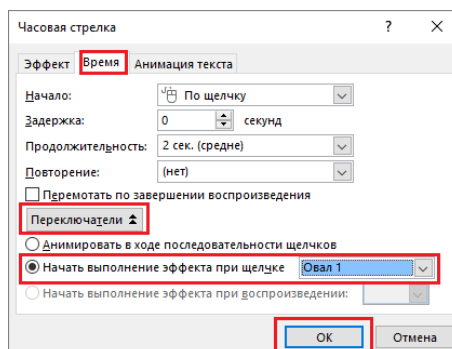 Часовая стрелка ? ×
Эффект Время Анимация текста
Начало: По щелчку
Задержка: 0 секунд
Продолжительность: 2 сек. (средне)
Повторение: (нет)
Перемотать по завершении воспроизведения
Переключатели
Анимировать в ходе последовательности щелчков
Начать выполнение эффекта при щелчке Овал 1
Начать выполнение эффекта при воспроизведении:
ОК Отмена